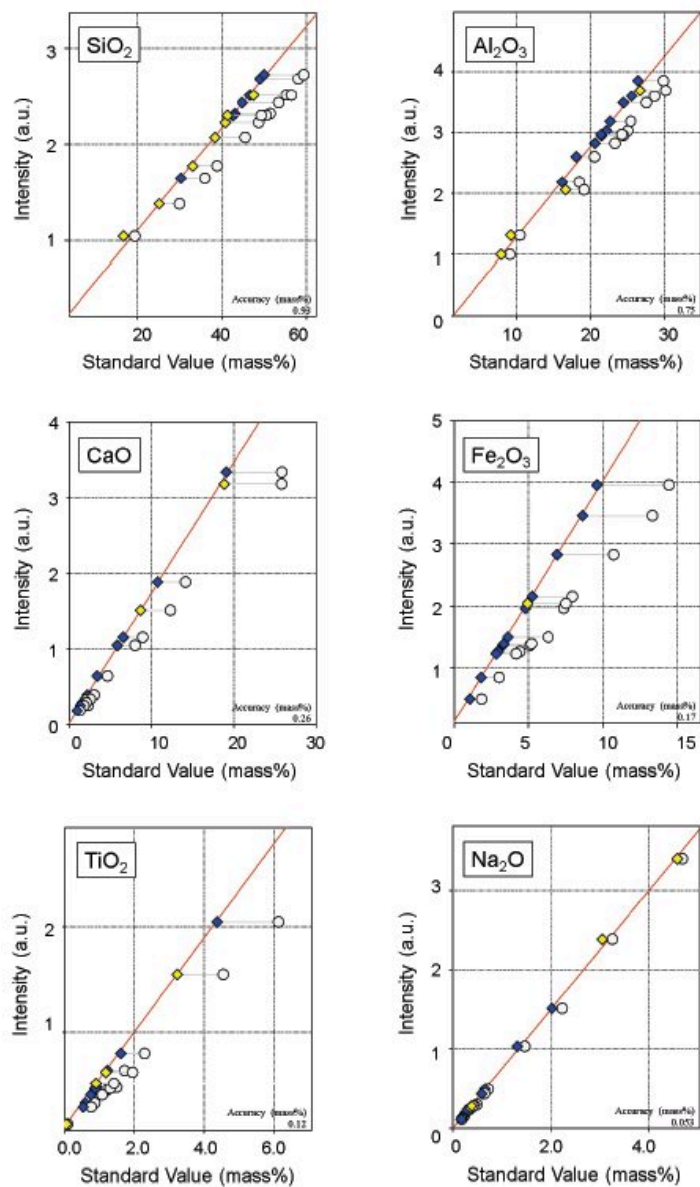 SiO₂
Intensity (a.u.)
3
2
1
20 40 60
Accuracy (mass%)
0.93
Standard Value (mass%)
Al₂O₃
Intensity (a.u.)
5
4
3
2
1
0
10 20 30
Accuracy (mass%)
0.75
Standard Value (mass%)
CaO
Intensity (a.u.)
4
3
2
1
0
0 10 20 30
Accuracy (mass%)
0.26
Standard Value (mass%)
Fe₂O₃
Intensity (a.u.)
5
4
3
2
1
0 5 10 15
Accuracy (mass%)
0.17
Standard Value (mass%)
TiO₂
Intensity (a.u.)
2
1
0.0 2.0 4.0 6.0
Accuracy (mass%)
0.12
Standard Value (mass%)
Na₂O
Intensity (a.u.)
3
2
1
0
0.0 2.0 4.0
Accuracy (mass%)
0.053
Standard Value (mass%)